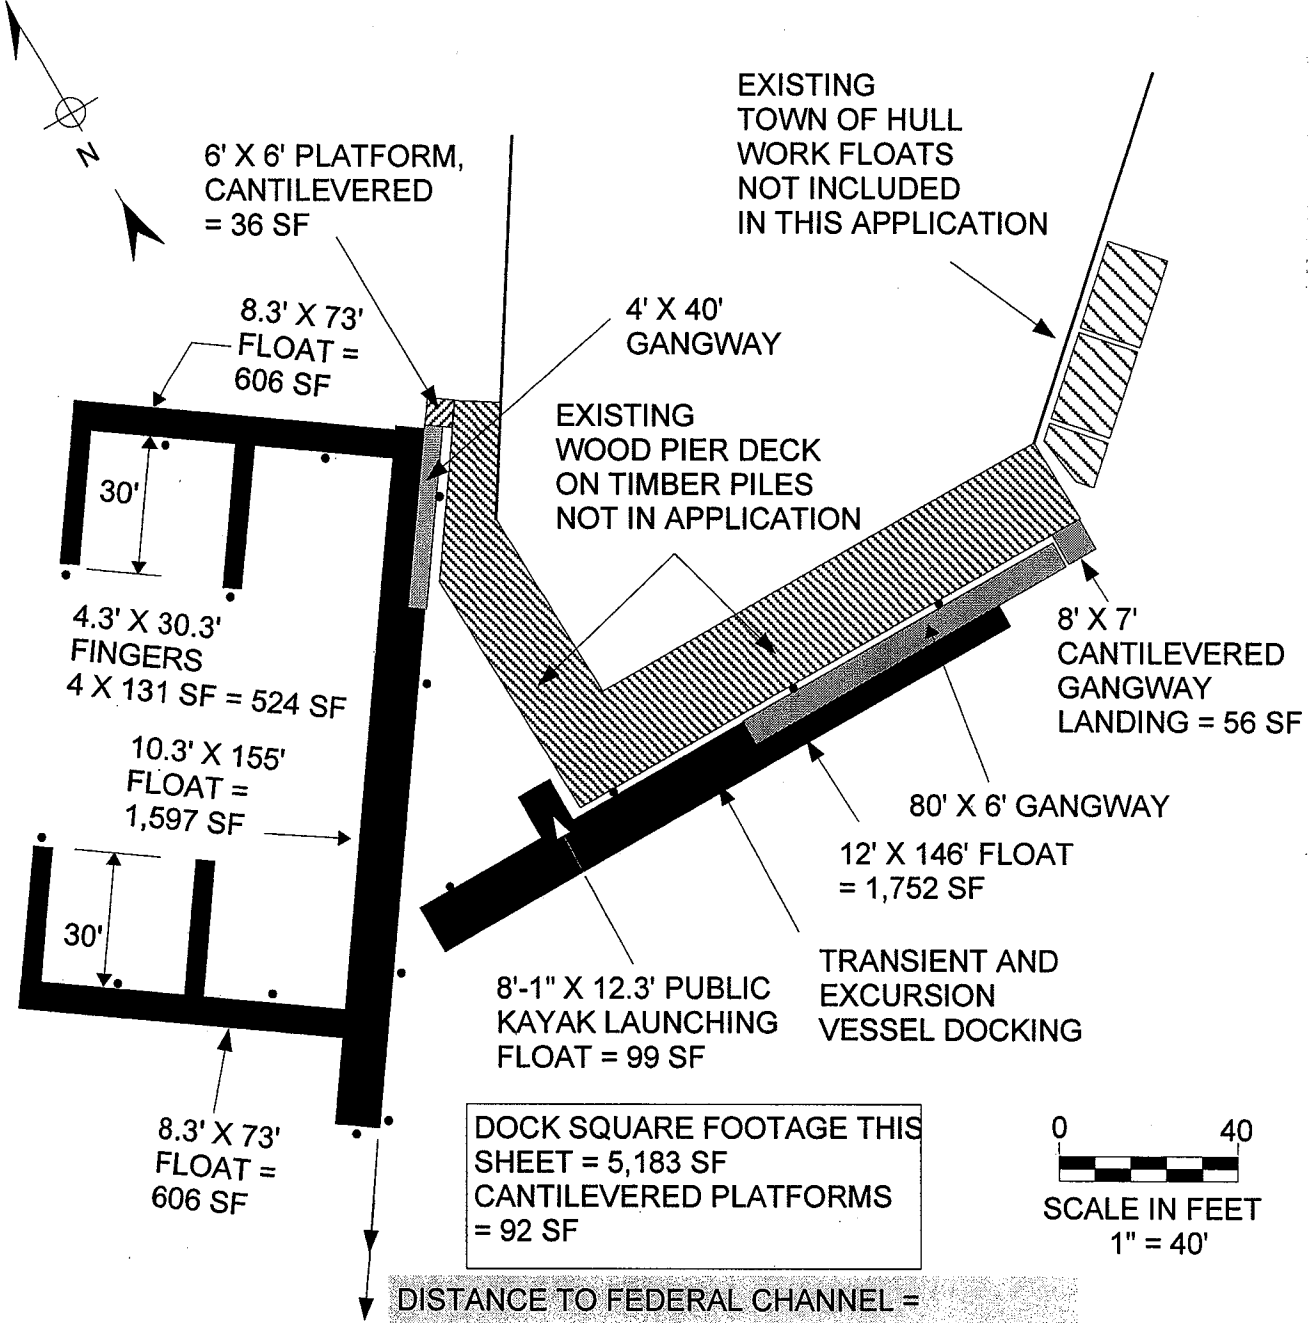 EXISTING
TOWN OF HULL
WORK FLOATS
NOT INCLUDED
IN THIS APPLICATION
N
6' X 6' PLATFORM,
CANTILEVERED
= 36 SF
8.3' X 73'
FLOAT =
606 SF
4' X 40'
GANGWAY
EXISTING
WOOD PIER DECK
ON TIMBER PILES
NOT IN APPLICATION
30'
4.3' X 30.3'
FINGERS
4 X 131 SF = 524 SF
10.3' X 155'
FLOAT =
1,597 SF
8' X 7'
CANTILEVERED
GANGWAY
LANDING = 56 SF
80' X 6' GANGWAY
12' X 146' FLOAT
= 1,752 SF
30'
8'-1" X 12.3' PUBLIC
KAYAK LAUNCHING
FLOAT = 99 SF
TRANSIENT AND
EXCURSION
VESSEL DOCKING
8.3' X 73'
FLOAT =
606 SF
DOCK SQUARE FOOTAGE THIS
SHEET = 5,183 SF
CANTILEVERED PLATFORMS
= 92 SF
0 40
SCALE IN FEET
1" = 40'
DISTANCE TO FEDERAL CHANNEL =